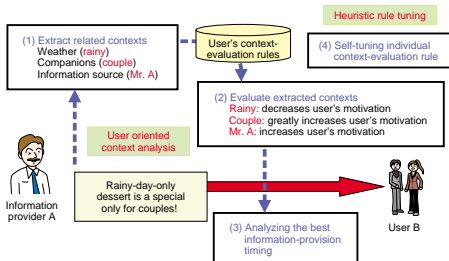 (1) Extract related contexts
Weather (rainy)
Companions (couple)
Information source (Mr. A)
User's context-
evaluation rules
Heuristic rule tuning
(4) Self-tuning individual
context-evaluation rule
(2) Evaluate extracted contexts
Rainy: decreases user's motivation
Couple: greatly increases user's motivation
Mr. A: increases user's motivation
User oriented
context analysis
Information
provider A
Rainy-day-only
dessert is a special
only for couples!
User B
(3) Analyzing the best
information-provision
timing